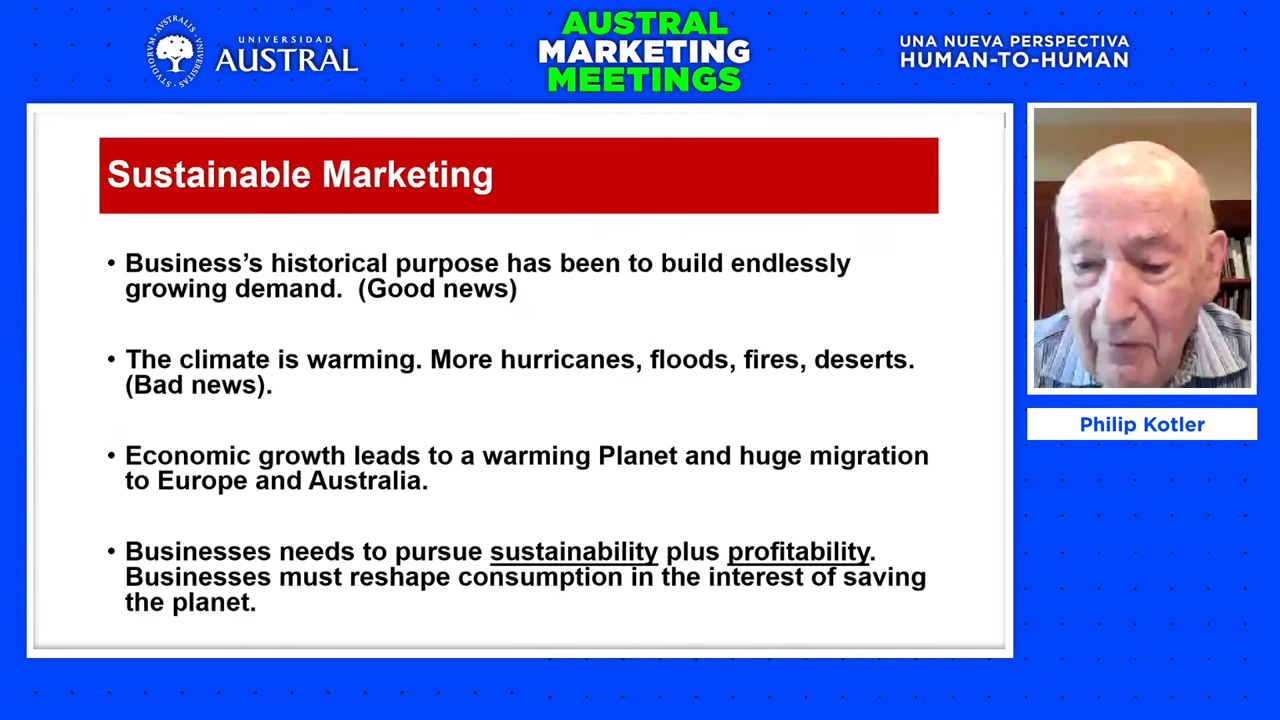 UNIVERSIDAD
AUSTRAL
STUDIORVM AVSTRALIS VNIVERSITAS
AUSTRAL
MARKETING
MEETINGS
UNA NUEVA PERSPECTIVA
HUMAN-TO-HUMAN
Sustainable Marketing
• Business’s historical purpose has been to build endlessly
growing demand.  (Good news)
• The climate is warming. More hurricanes, floods, fires, deserts.
(Bad news).
• Economic growth leads to a warming Planet and huge migration
to Europe and Australia.
• Businesses needs to pursue sustainability plus profitability.
Businesses must reshape consumption in the interest of saving
the planet.
Philip Kotler